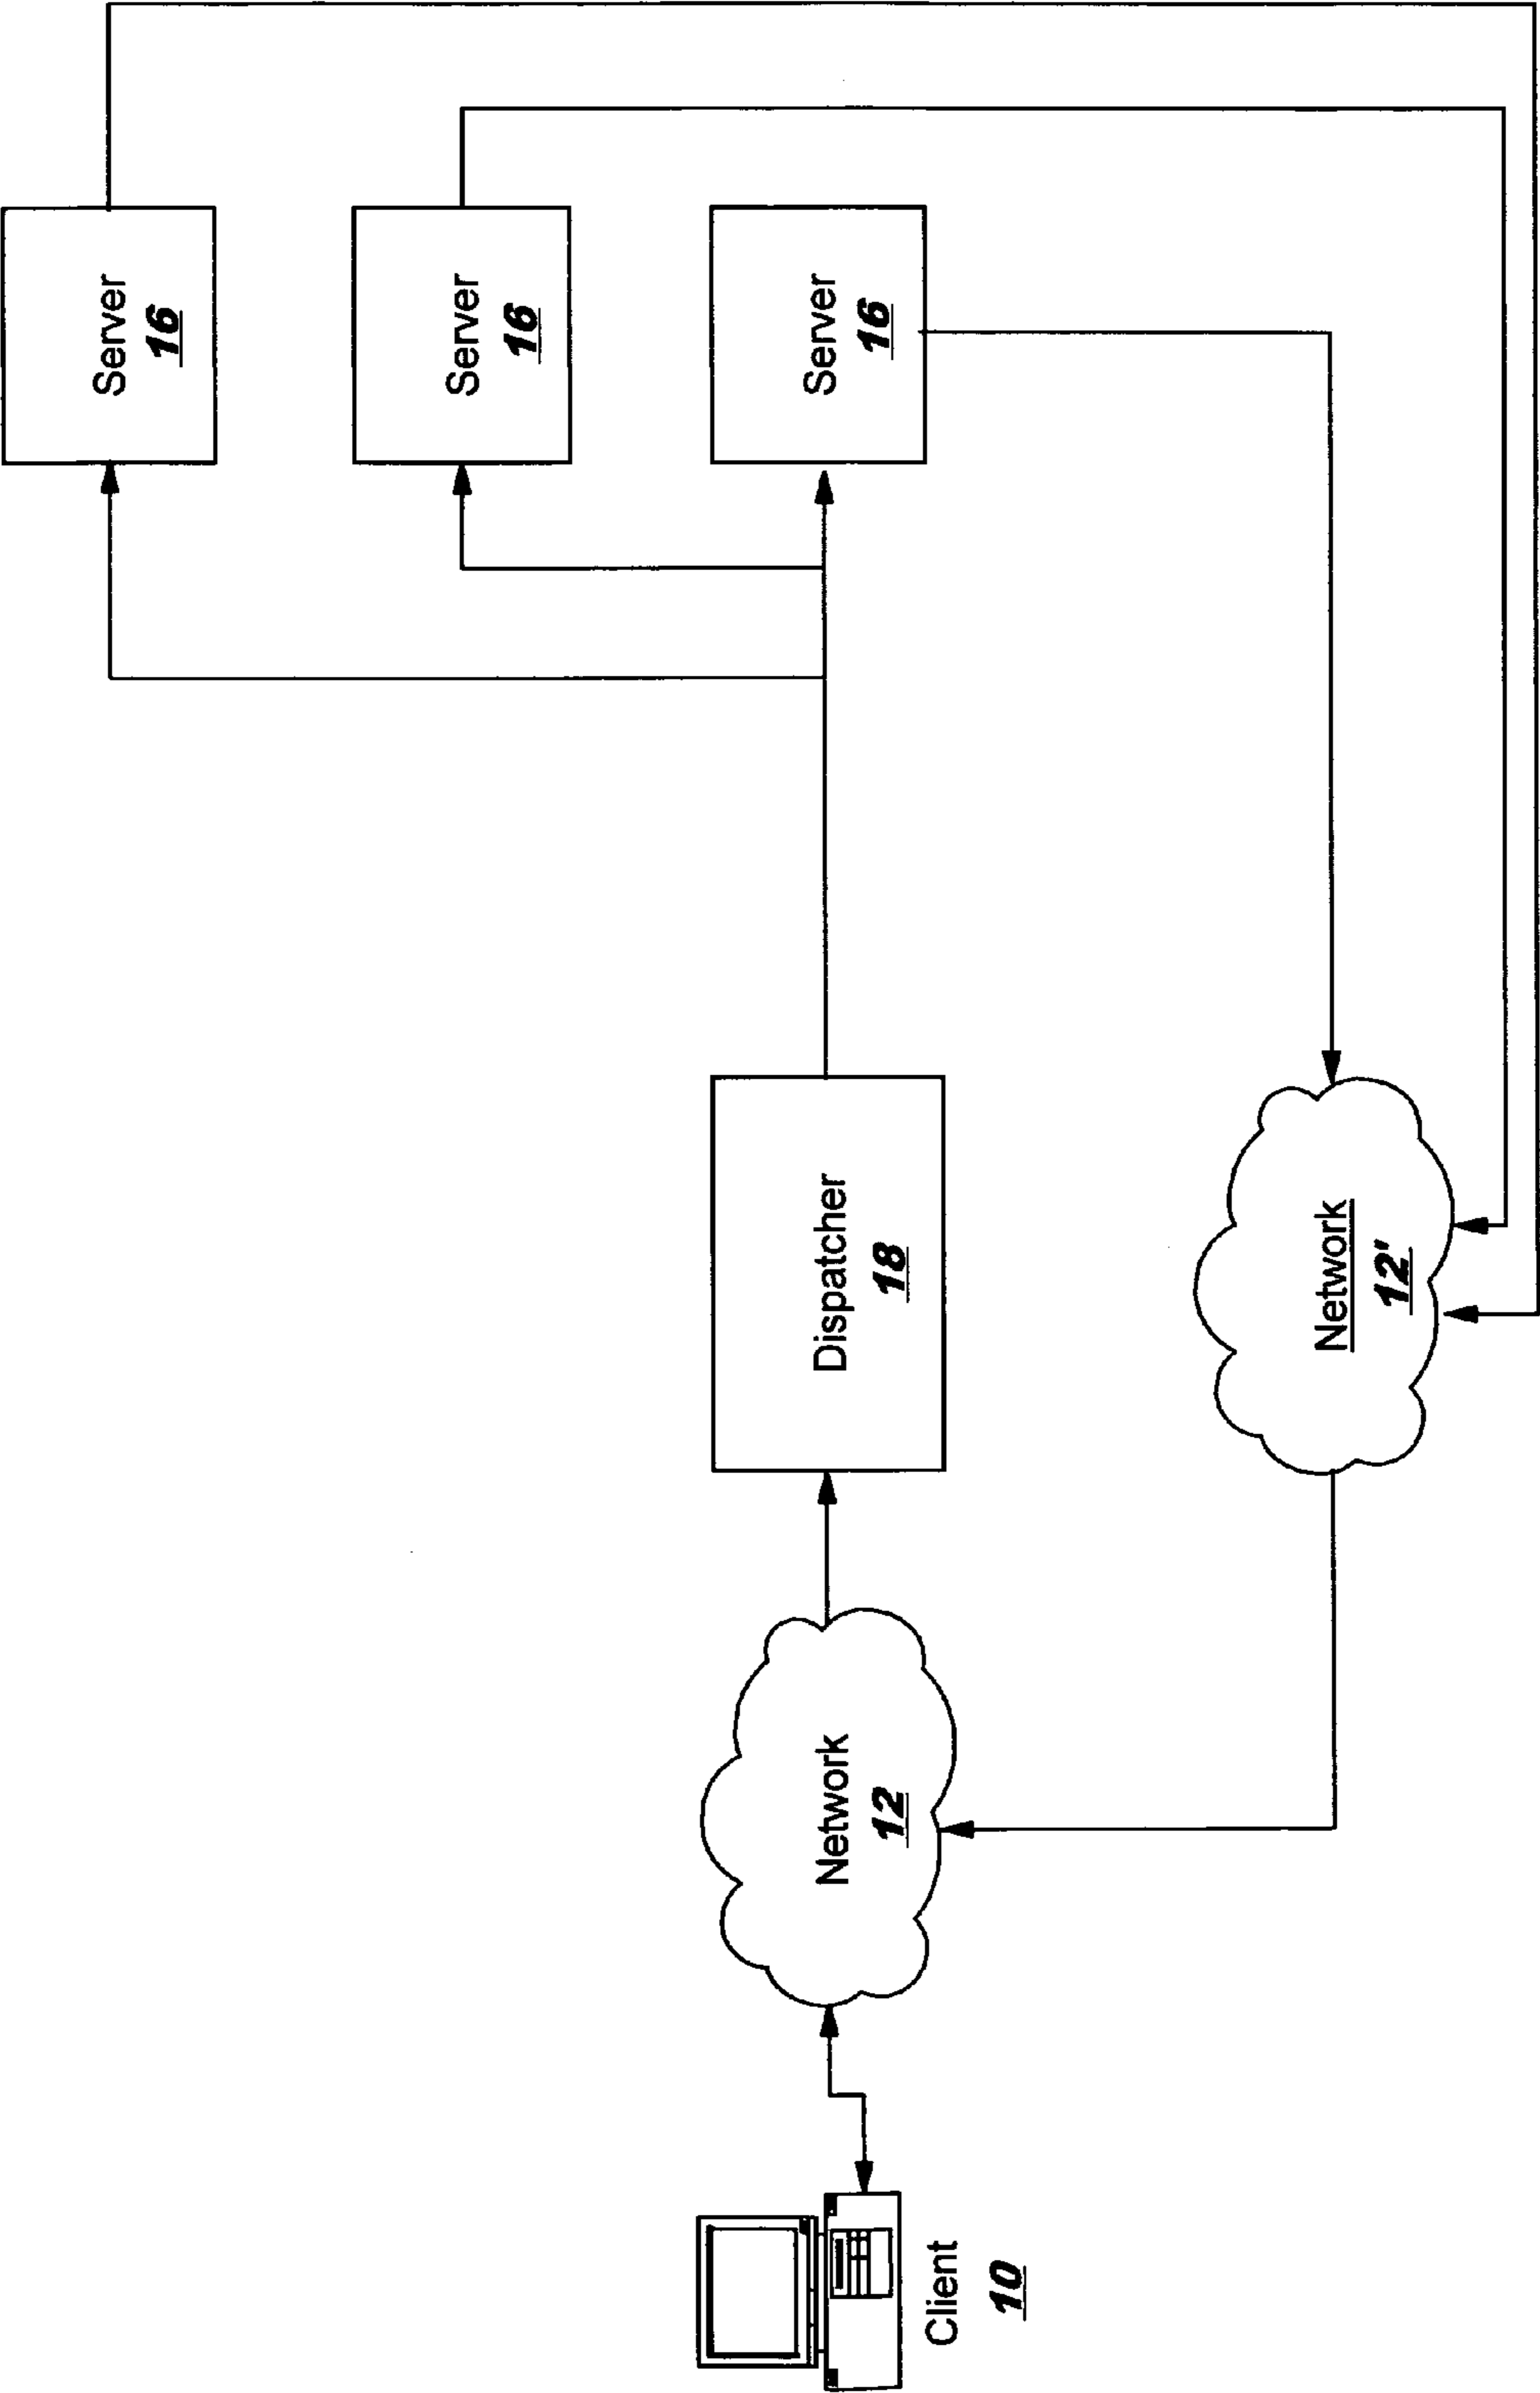 Server
16
Server
16
Server
16
Dispatcher
18
Network
12'
Network
12
Client
10